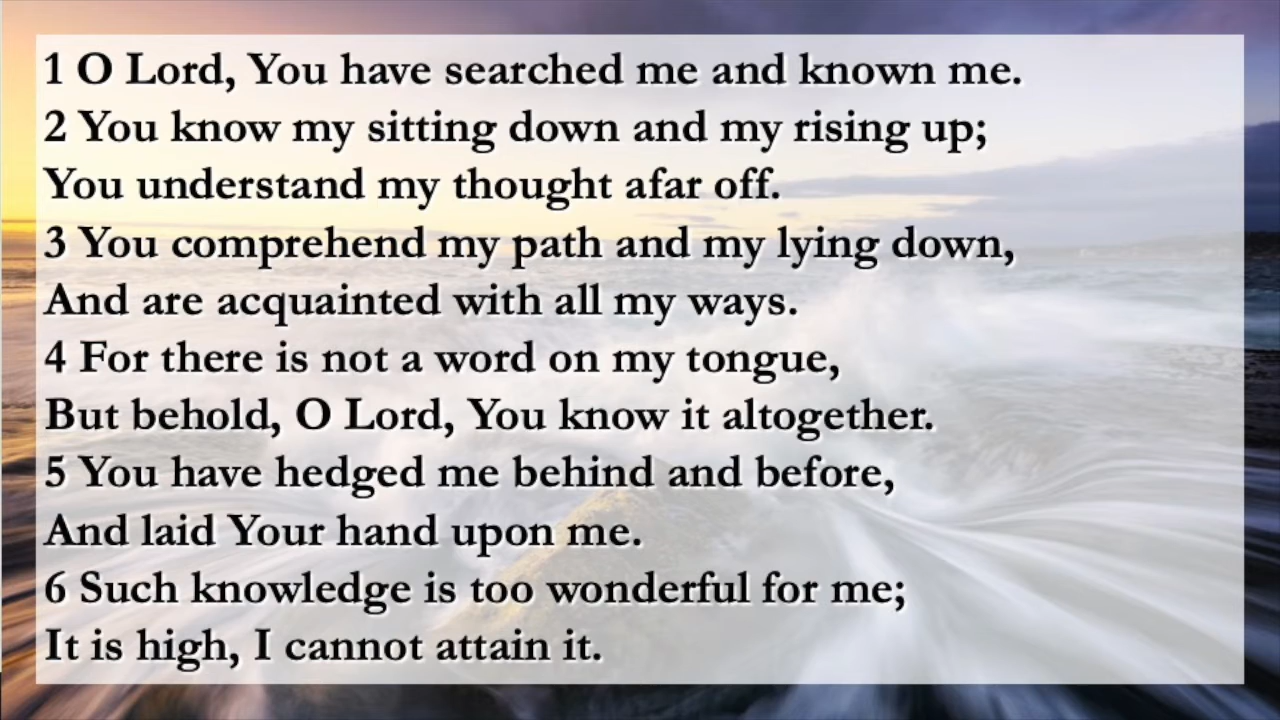 1 O Lord, You have searched me and known me.
2 You know my sitting down and my rising up;
You understand my thought afar off.
3 You comprehend my path and my lying down,
And are acquainted with all my ways.
4 For there is not a word on my tongue,
But behold, O Lord, You know it altogether.
5 You have hedged me behind and before,
And laid Your hand upon me.
6 Such knowledge is too wonderful for me;
It is high, I cannot attain it.